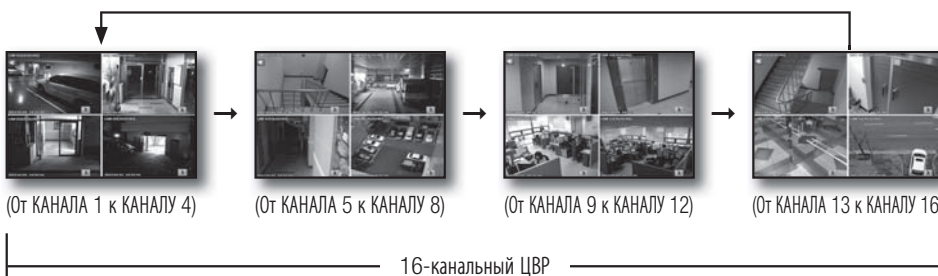 (От КАНАЛА 1 к КАНАЛУ 4)
(От КАНАЛА 5 к КАНАЛУ 8)
(От КАНАЛА 9 к КАНАЛУ 12)
(От КАНАЛА 13 к КАНАЛУ 16
16-канальный ЦВР